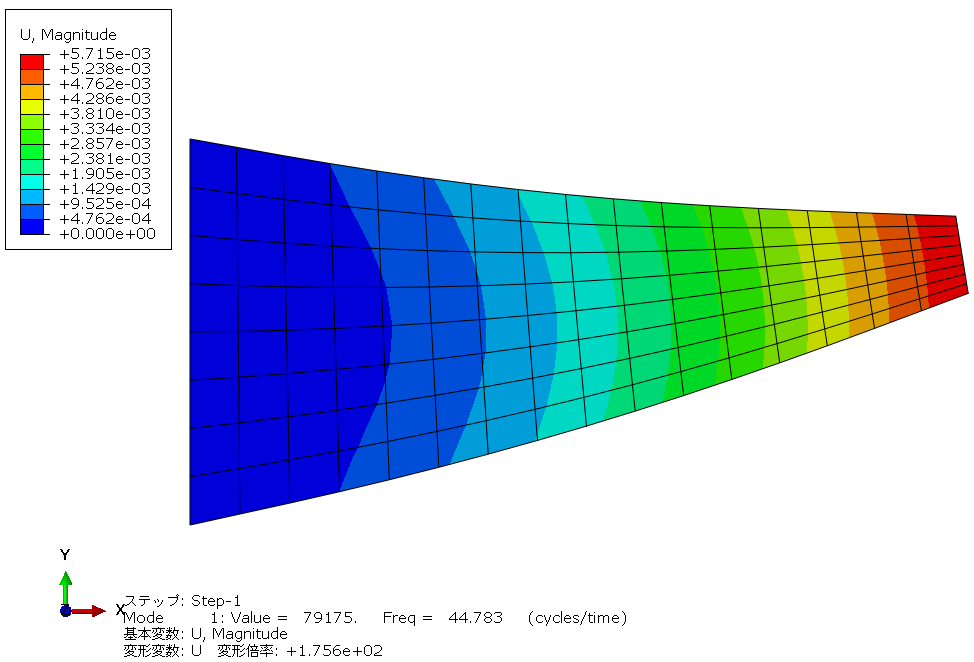 U, Magnitude
+5.715e-03
+5.238e-03
+4.762e-03
+4.286e-03
+3.810e-03
+3.334e-03
+2.857e-03
+2.381e-03
+1.905e-03
+1.429e-03
+9.525e-04
+4.762e-04
+0.000e+00
Y
X
ステップ: Step-1
Mode 1: Value = 79175. Freq = 44.783 (cycles/time)
基本変数: U, Magnitude
変形変数: U 変形倍率: +1.756e+02